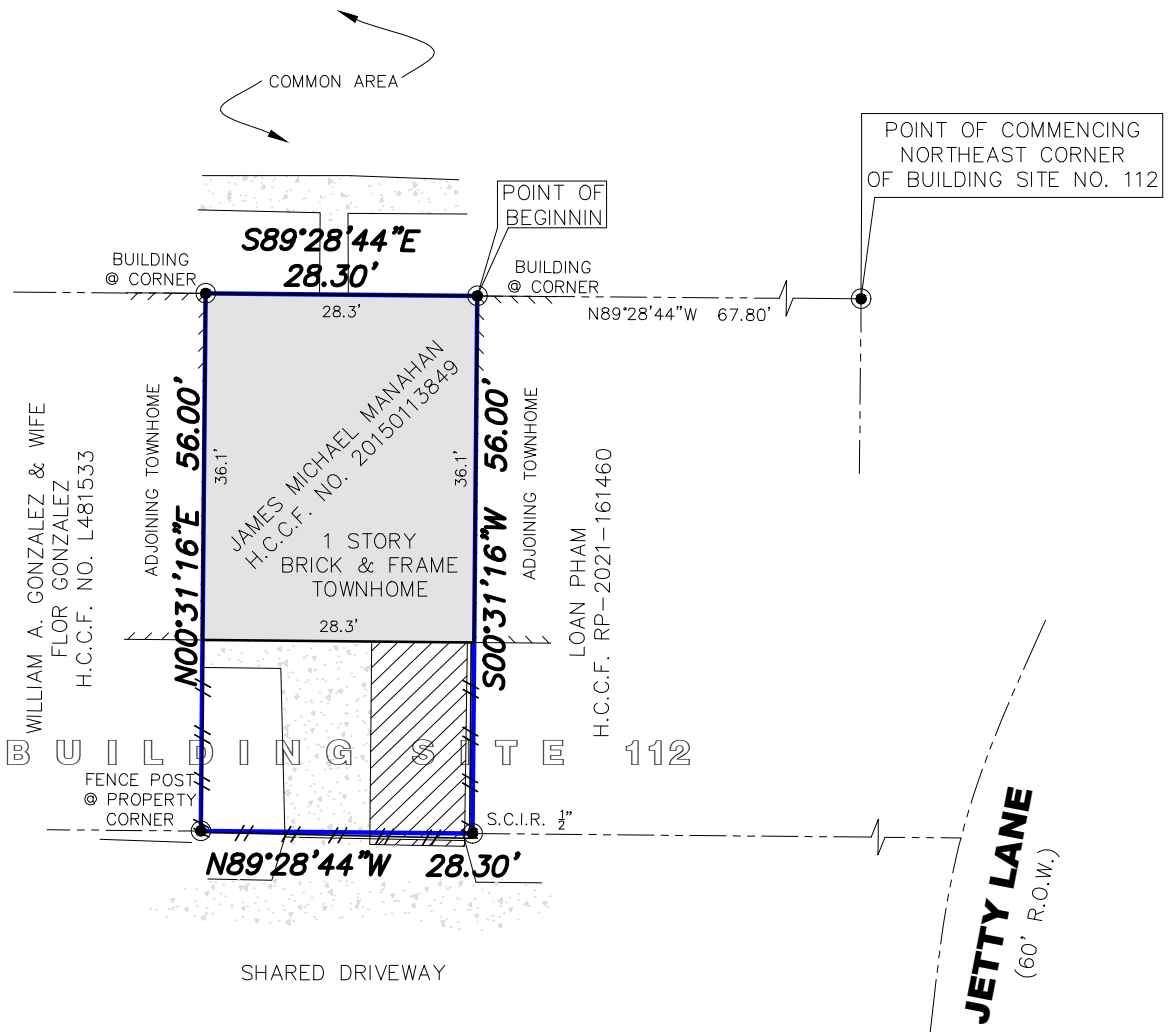 COMMON AREA
POINT OF COMMENCING
NORTHEAST CORNER
OF BUILDING SITE NO. 112
POINT OF
BEGINNIN
S89°28'44"E
28.30'
BUILDING
@ CORNER
BUILDING
@ CORNER
28.3'
N89°28'44"W 67.80'
WILLIAM A. GONZALEZ & WIFE
FLOR GONZALEZ
H.C.C.F. NO. L481533
ADJOINING TOWNHOME
N00°31'16"E 56.00'
36.1'
JAMES MICHAEL MANAHAN
H.C.C.F. NO. 20150113849
36.1'
S00°31'16"W 56.00'
ADJOINING TOWNHOME
LOAN PHAM
H.C.C.F. RP-2021-161460
1 STORY
BRICK & FRAME
TOWNHOME
28.3'
BUILDING SITE 112
FENCE POST
@ PROPERTY
CORNER
S.C.I.R. ½"
N89°28'44"W 28.30'
SHARED DRIVEWAY
JETTY LANE
(60' R.O.W.)